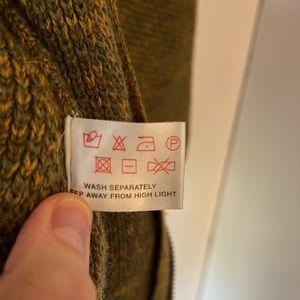 P
WASH SEPARATELY
EEP AWAY FROM HIGH LIGHT